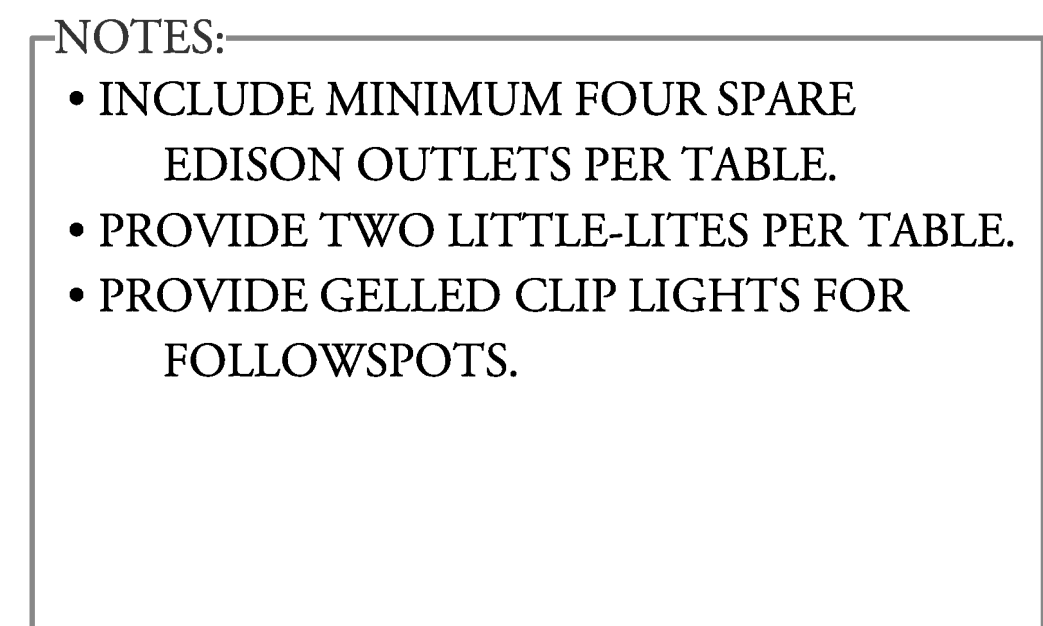 NOTES:
• INCLUDE MINIMUM FOUR SPARE
EDISON OUTLETS PER TABLE.
• PROVIDE TWO LITTLE-LITES PER TABLE.
• PROVIDE GELLED CLIP LIGHTS FOR
FOLLOWSPOTS.